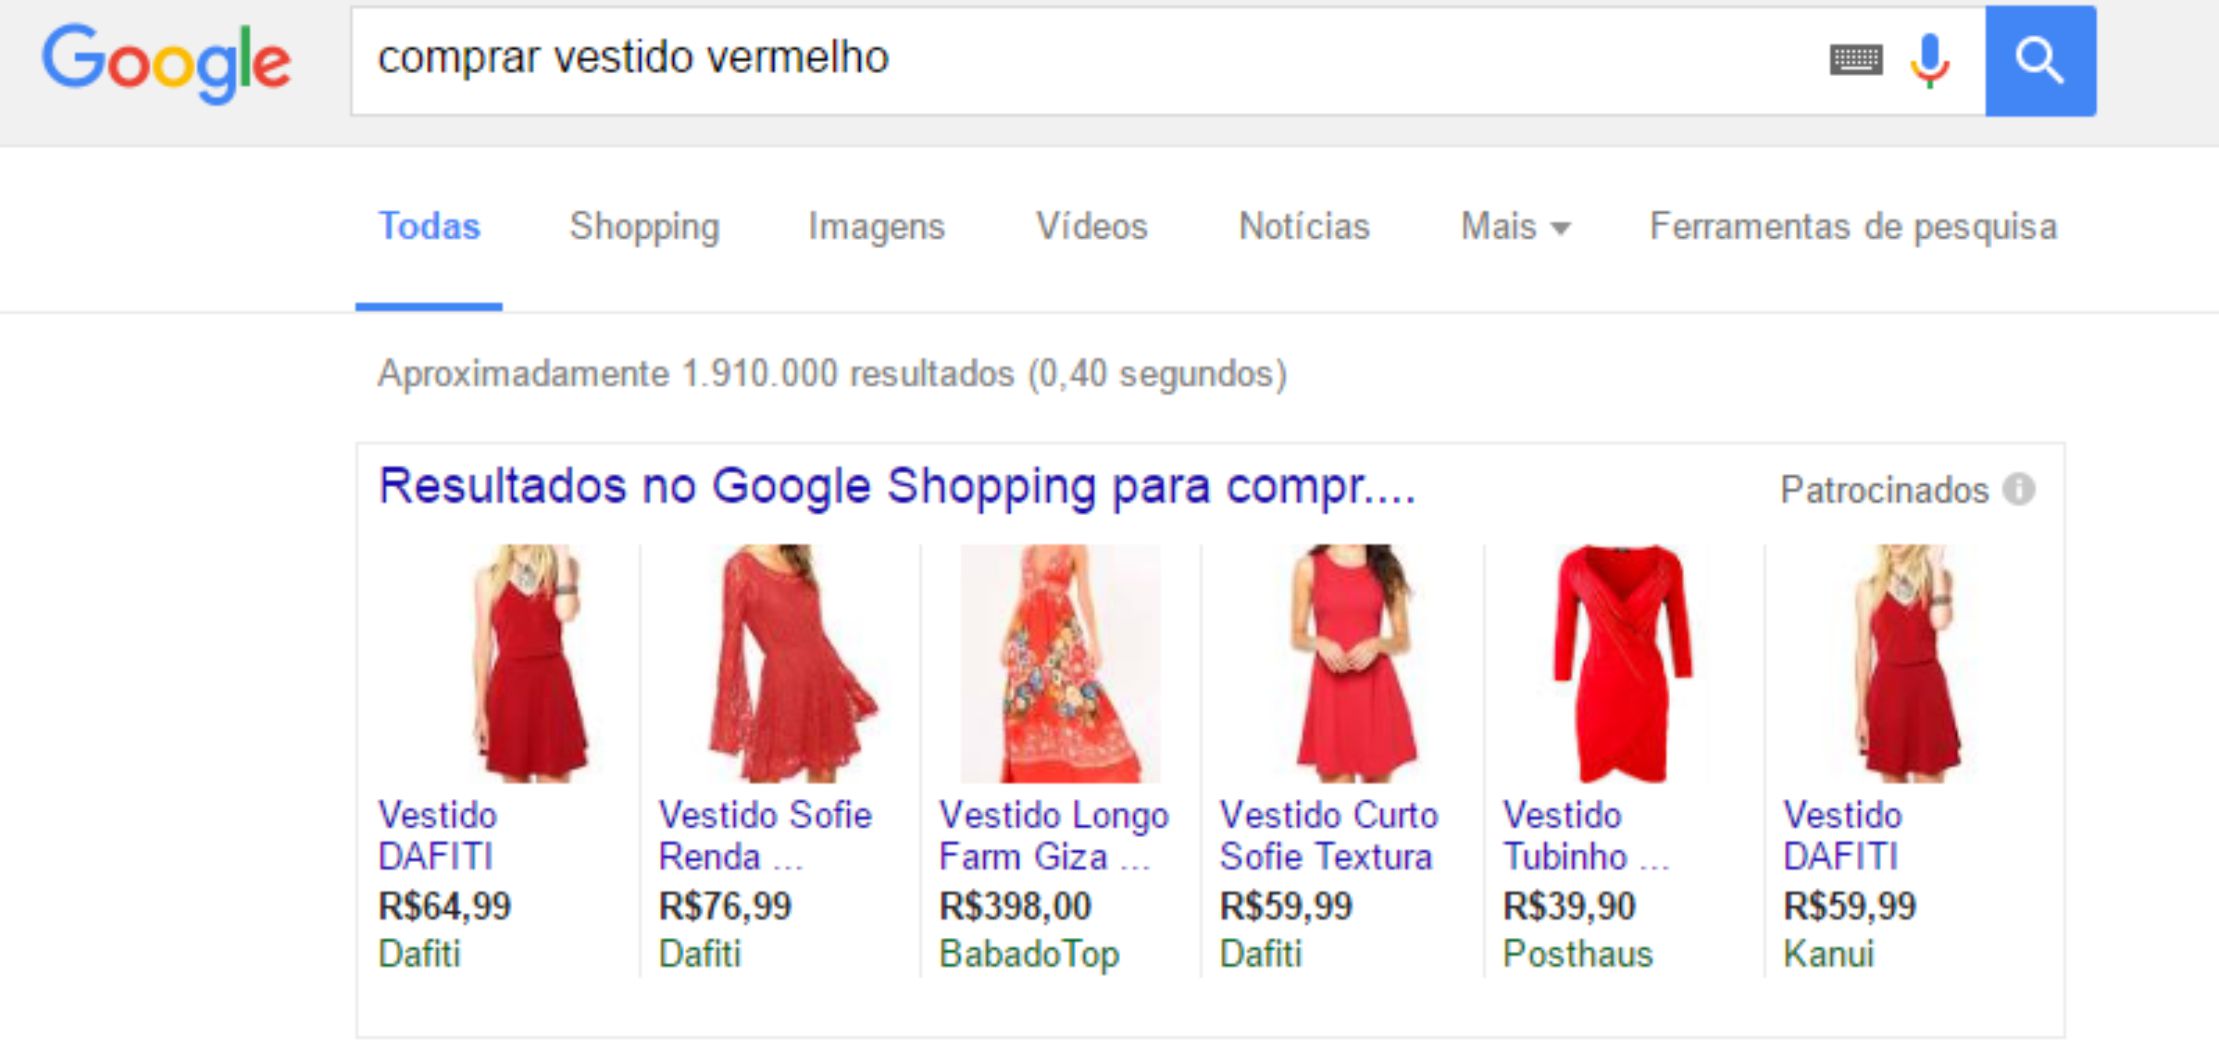 Google
comprar vestido vermelho
Todas Shopping Imagens Vídeos Notícias Mais Ferramentas de pesquisa
Aproximadamente 1.910.000 resultados (0,40 segundos)
Resultados no Google Shopping para compr....
Patrocinados
Vestido
DAFITI
R$64,99
Dafiti
Vestido Sofie
Renda ...
R$76,99
Dafiti
Vestido Longo
Farm Giza ...
R$398,00
BabadoTop
Vestido Curto
Sofie Textura
R$59,99
Dafiti
Vestido
Tubinho ...
R$39,90
Posthaus
Vestido
DAFITI
R$59,99
Kanui